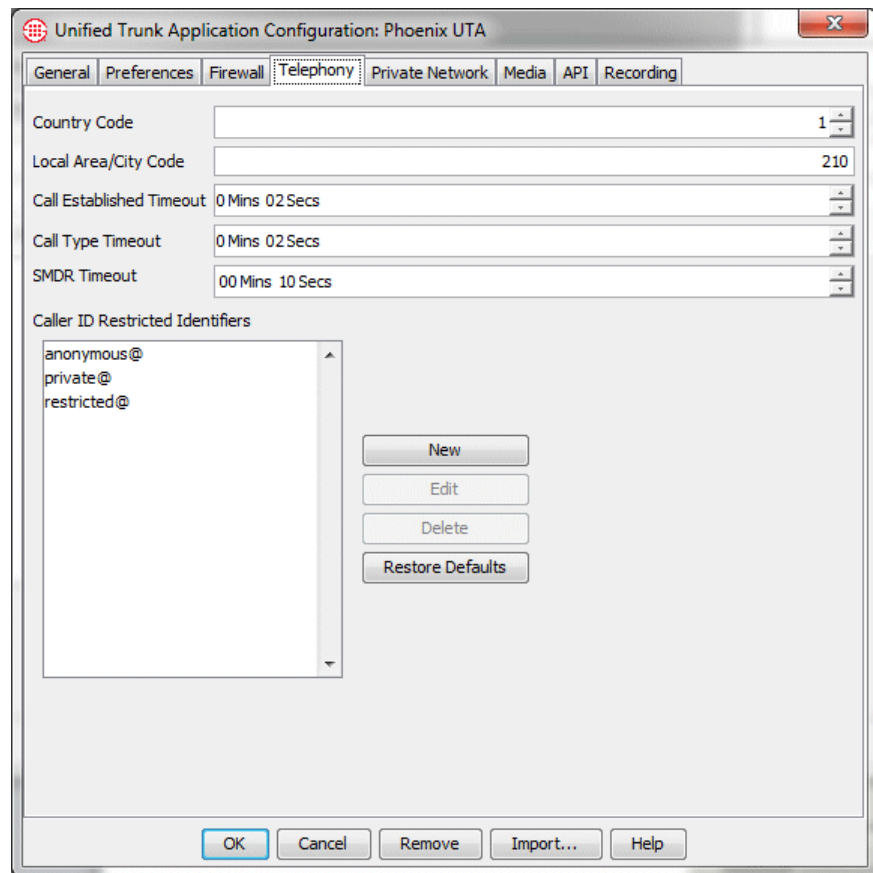 Unified Trunk Application Configuration: Phoenix UTA
General Preferences Firewall Telephony Private Network Media API Recording
Country Code 1
Local Area/City Code 210
Call Established Timeout 0 Mins 02 Secs
Call Type Timeout 0 Mins 02 Secs
SMDR Timeout 00 Mins 10 Secs
Caller ID Restricted Identifiers
anonymous@
private@
restricted@
New
Edit
Delete
Restore Defaults
OK Cancel Remove Import... Help